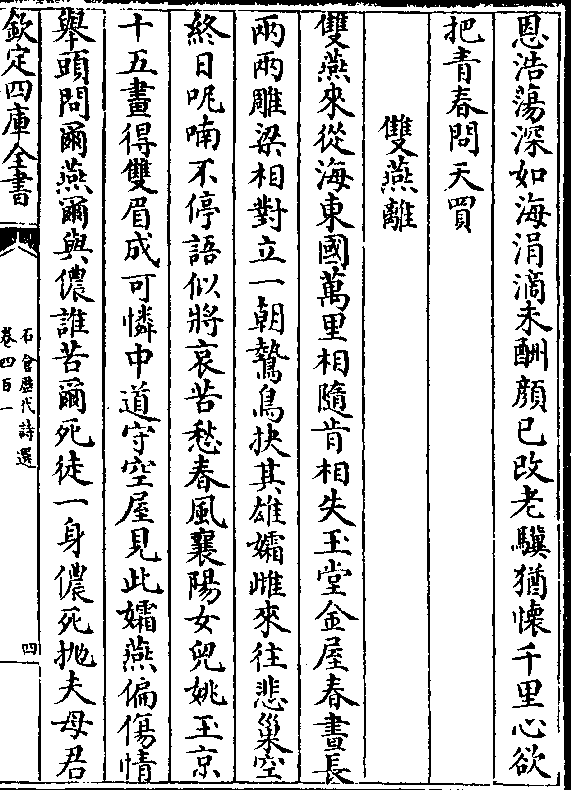 恩浩蕩深如海涓滴未酬顔已改老驥猶懷千里心欲
把青春問天買
雙燕離
雙燕來從海東國萬里相隨肯相失玉堂金屋春晝長
兩兩雕梁相對立一朝鷙鳥抉其雄孀雌來往悲巢空
終日呢喃不停語似將哀苦愁春風襄陽女兒姚玉京
十五畫得雙眉成可憐中道守空屋見此孀燕偏傷情
舉頭問爾燕爾與儂誰苦爾死徒一身儂死抛夫母君
欽定四庫全書
石倉歴代詩選
卷四百一
四